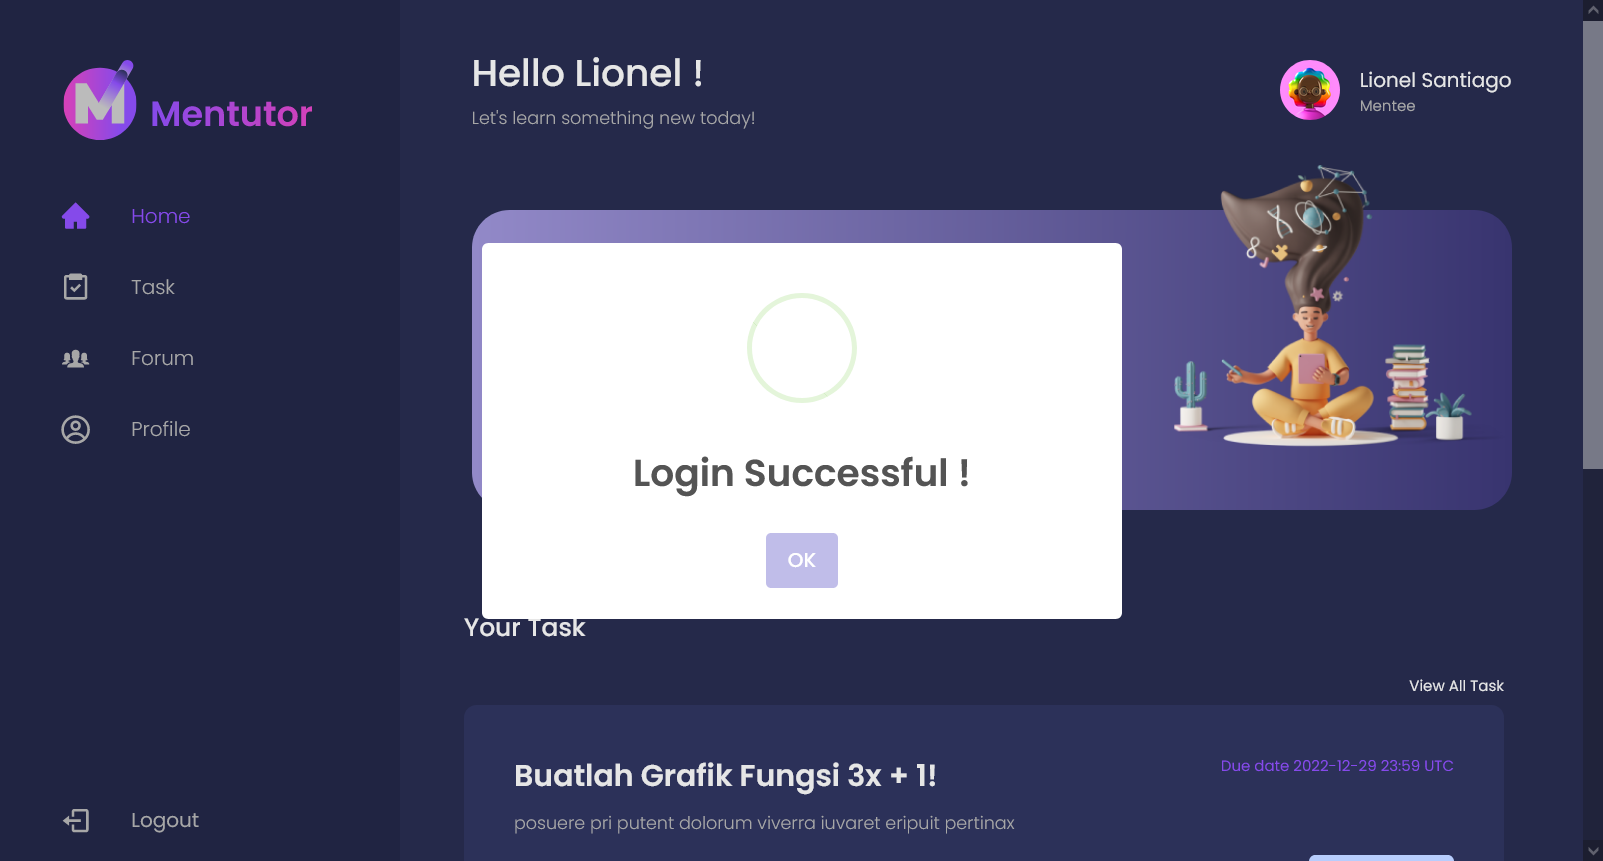 Mentutor
Home
Task
Forum
Profile
Logout
Hello Lionel !
Let's learn something new today!
Lionel Santiago
Mentee
Login Successful !
OK
Your Task
View All Task
Buatlah Grafik Fungsi 3x + 1!
Due date 2022-12-29 23:59 UTC
posuere pri putent dolorum viverra iuvaret eripuit pertinax